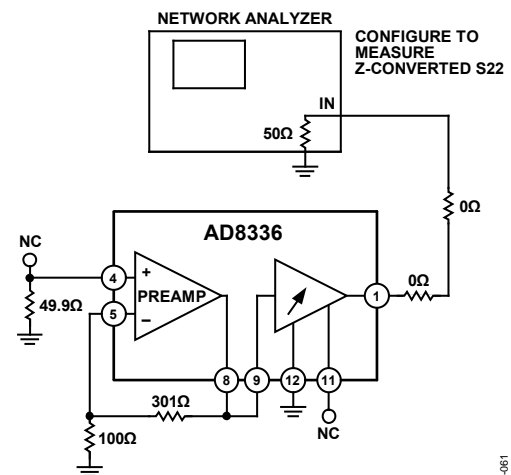 NETWORK ANALYZER
CONFIGURE TO
MEASURE
Z-CONVERTED S22
IN
50Ω
0Ω
AD8336
NC
0Ω
4
+
PREAMP
1
49.9Ω
5
–
8
9
12
11
301Ω
100Ω
NC
-061